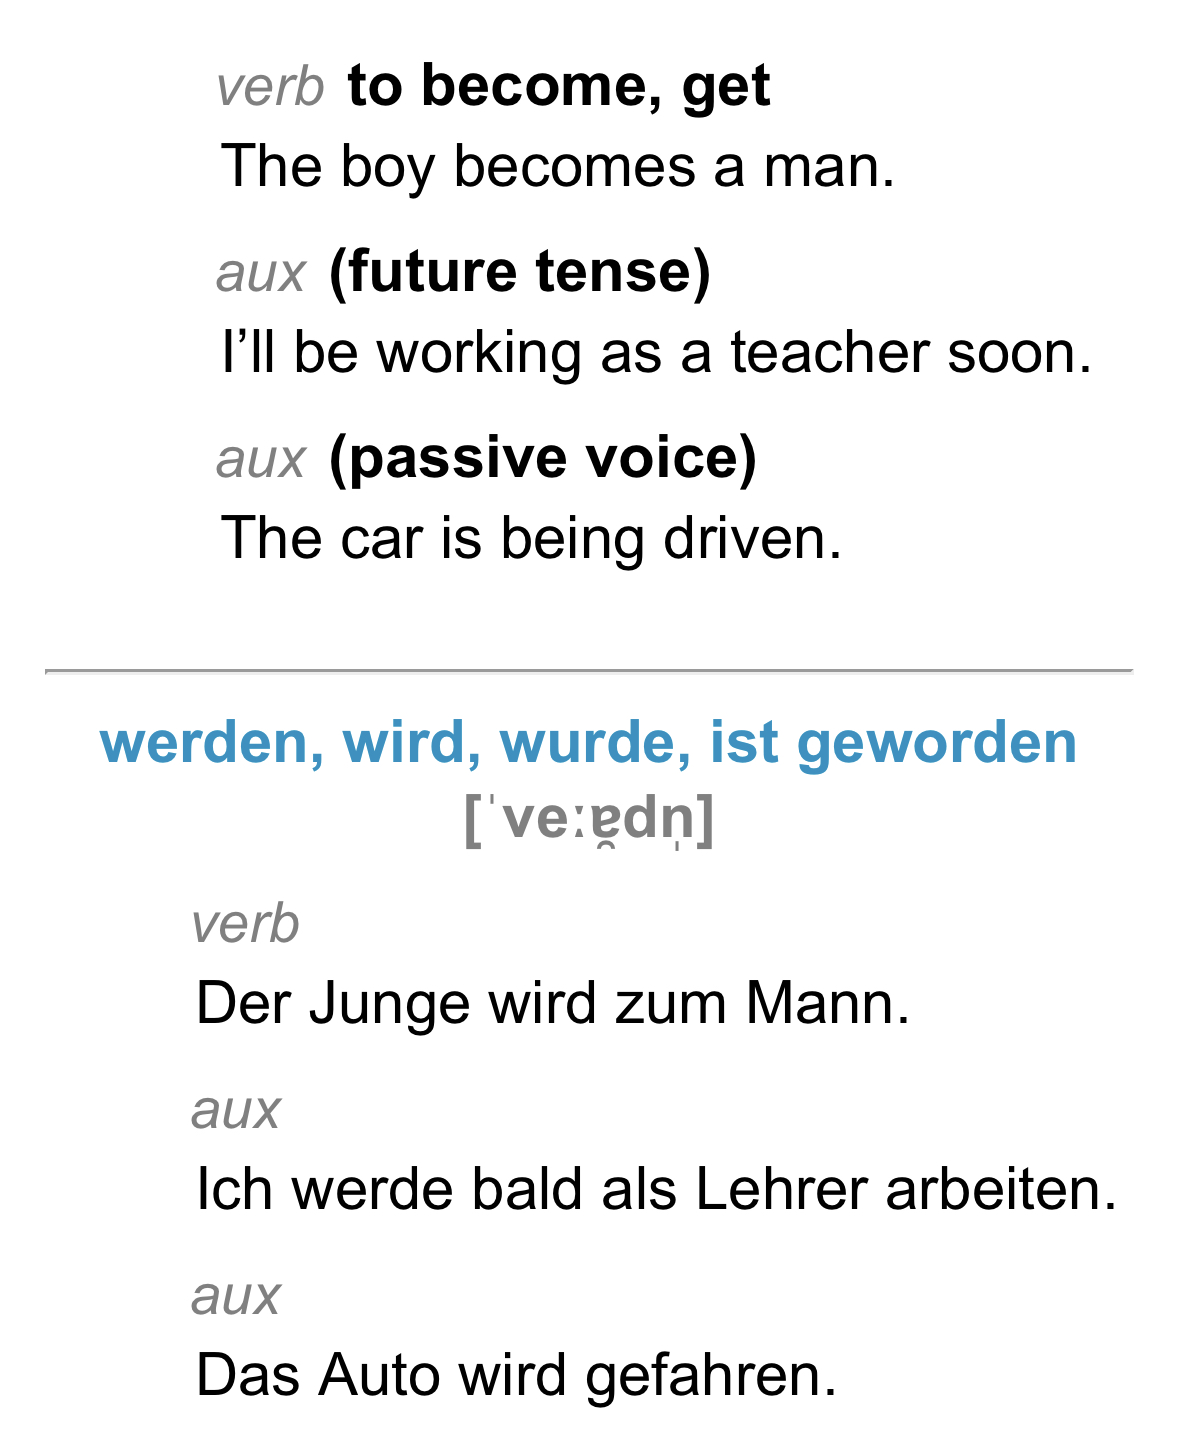 verb to become, get
The boy becomes a man.
aux (future tense)
I’ll be working as a teacher soon.
aux (passive voice)
The car is being driven.
werden, wird, wurde, ist geworden
[ˈveːɐ̯dn̩]
verb
Der Junge wird zum Mann.
aux
Ich werde bald als Lehrer arbeiten.
aux
Das Auto wird gefahren.